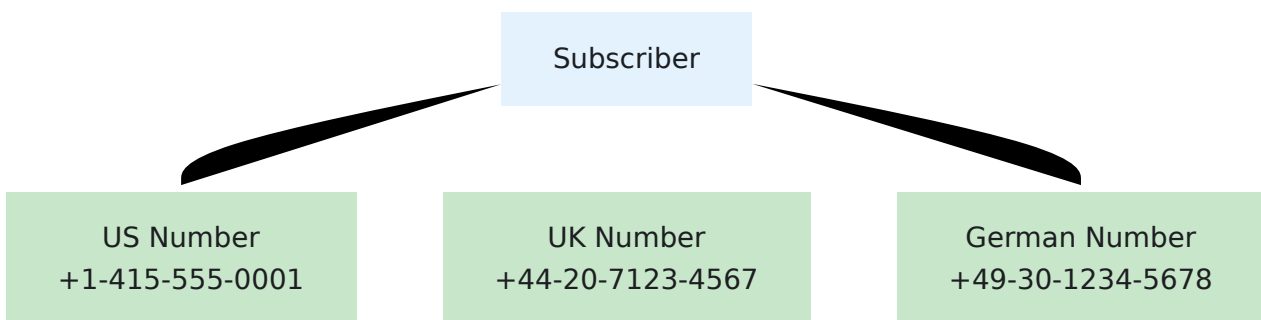 Subscriber
US Number
+1-415-555-0001
UK Number
+44-20-7123-4567
German Number
+49-30-1234-5678